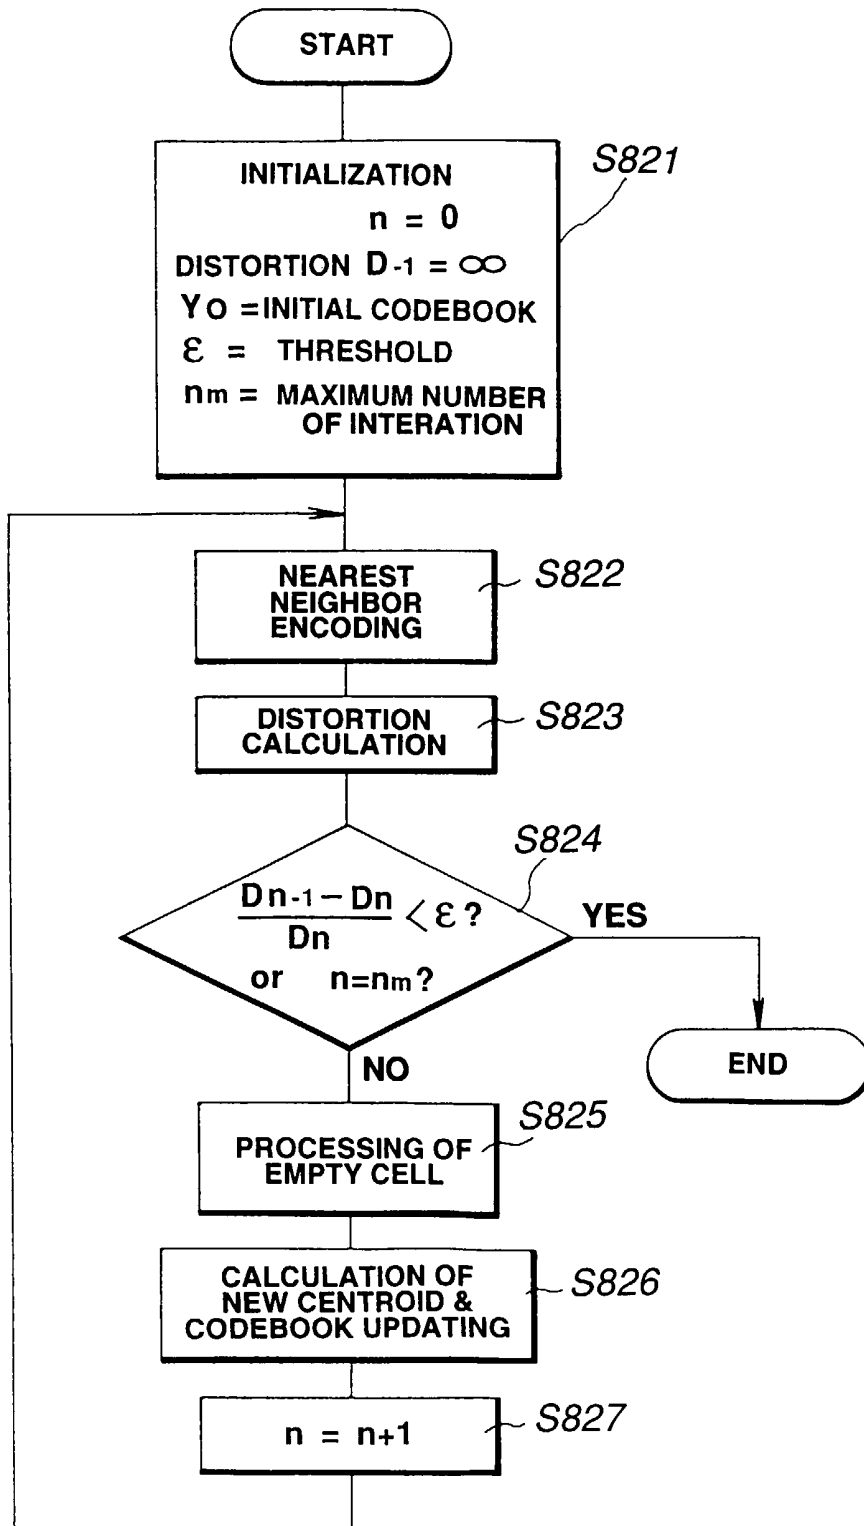 START
S821
INITIALIZATION
n = 0
DISTORTION D-1 = ∞
Y0 = INITIAL CODEBOOK
ε = THRESHOLD
nm = MAXIMUM NUMBER
OF INTERATION
NEAREST
NEIGHBOR
ENCODING
S822
DISTORTION
CALCULATION
S823
S824
Dn-1 − Dn
Dn
< ε ?
or n=nm?
YES
END
NO
S825
PROCESSING OF
EMPTY CELL
CALCULATION OF
NEW CENTROID &
CODEBOOK UPDATING
S826
n = n+1
S827